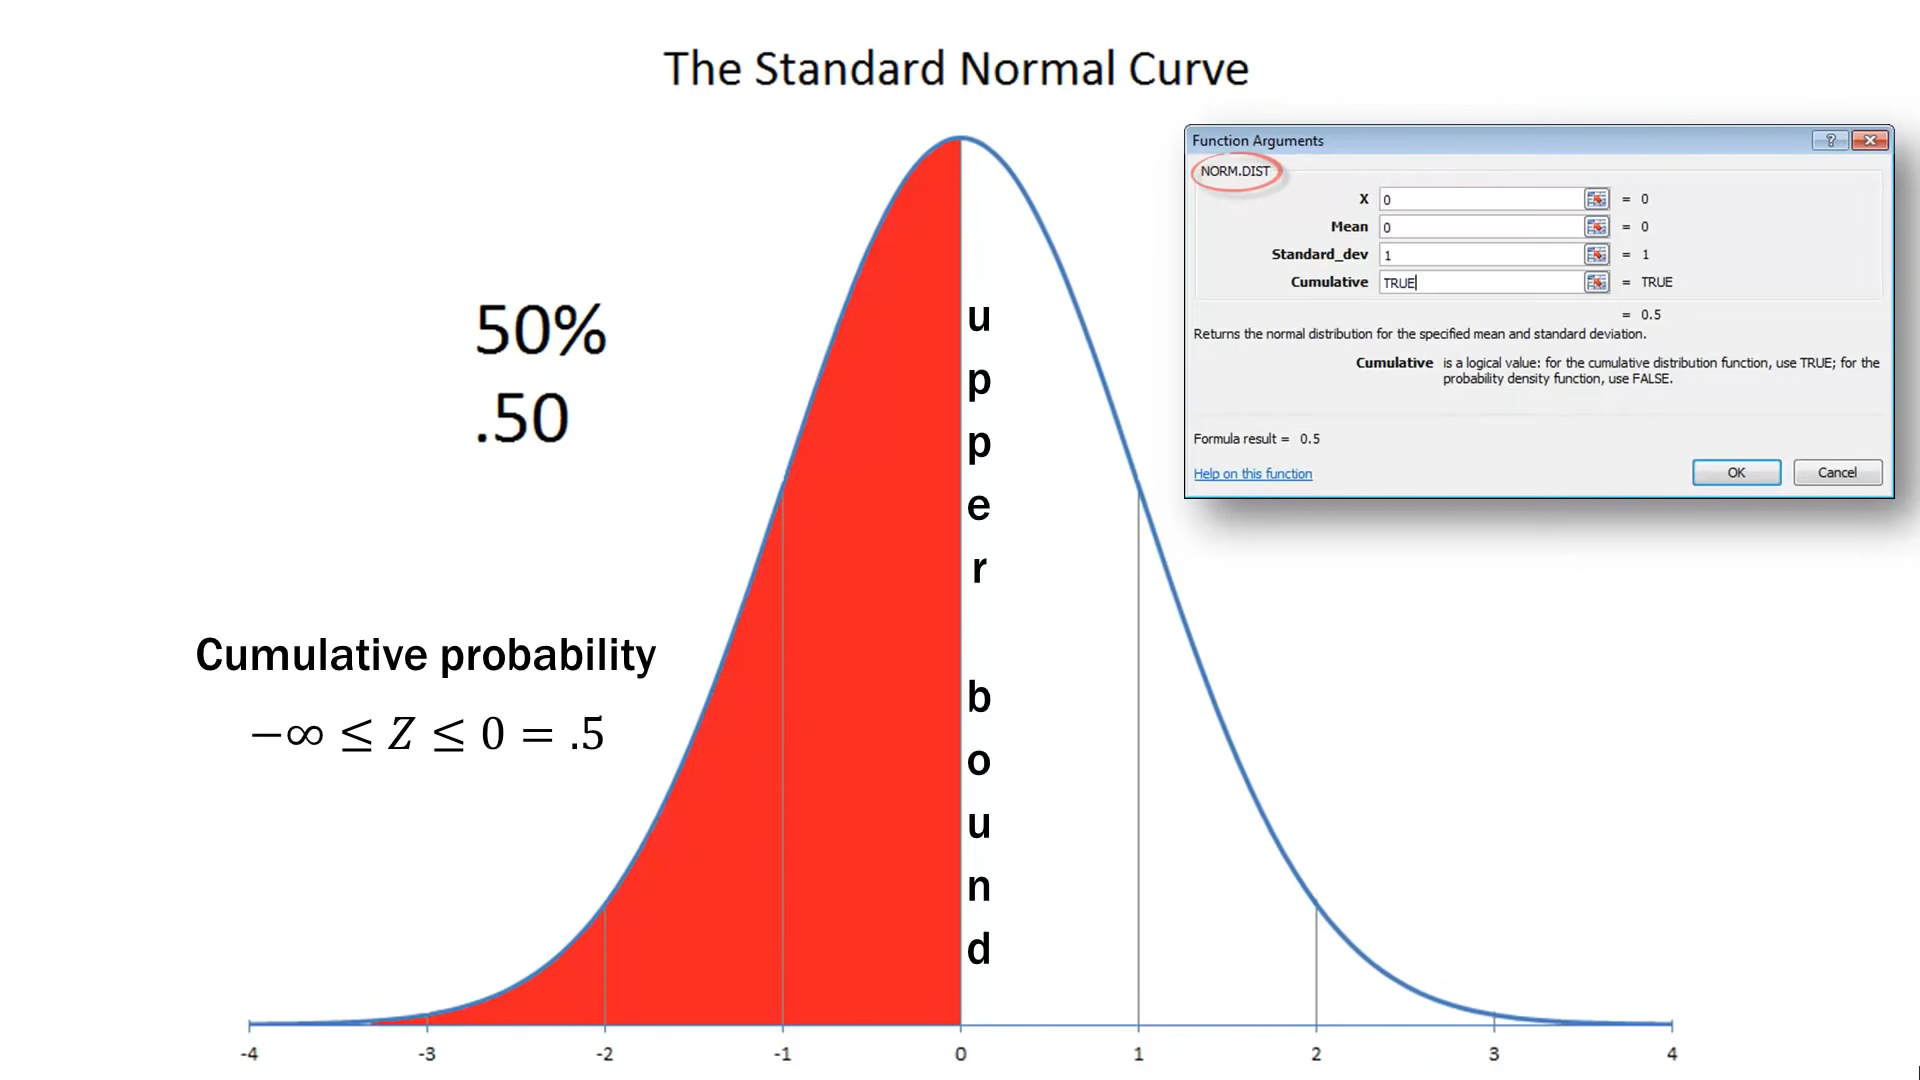 The Standard Normal Curve
50%
.50
Cumulative probability
−∞ ≤ Z ≤ 0 = .5
upper bound
Function Arguments
NORM.DIST
X 0 = 0
Mean 0 = 0
Standard_dev 1 = 1
Cumulative TRUE = TRUE
= 0.5
Returns the normal distribution for the specified mean and standard deviation.
Cumulative is a logical value: for the cumulative distribution function, use TRUE; for the
probability density function, use FALSE.
Formula result = 0.5
Help on this function
OK Cancel
-4 -3 -2 -1 0 1 2 3 4